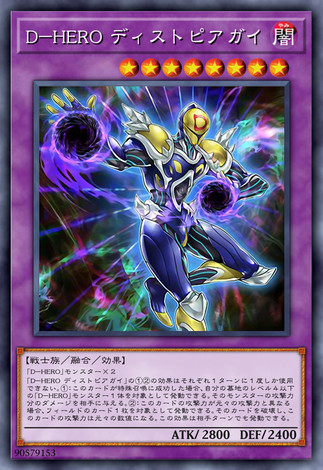 D-HERO ディストピアガイ
闇
やみ
D
【戦士族／融合／効果】
「D-HERO」モンスター×2
「D-HERO ディストピアガイ」の①②の効果はそれぞれ1ターンに1度しか使用
できない。①：このカードが特殊召喚に成功した場合、自分の墓地のレベル4以下
の「D-HERO」モンスター1体を対象として発動できる。そのモンスターの攻撃力
分のダメージを相手に与える。②：このカードの攻撃力が元々の攻撃力と異なる
場合、フィールドのカード1枚を対象として発動できる。そのカードを破壊し、こ
のカードの攻撃力は元々の数値になる。この効果は相手ターンでも発動できる。
ATK/ 2800 DEF/2400
90579153